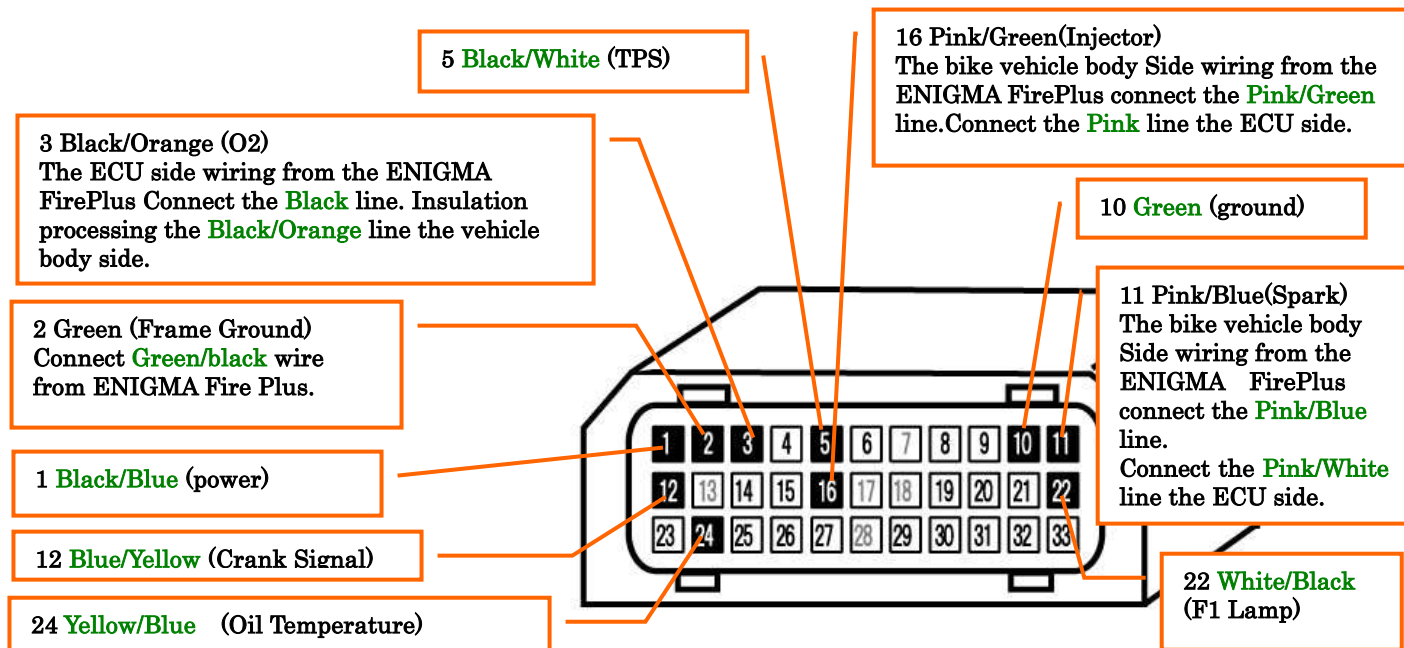 5 Black/White (TPS)
16 Pink/Green(Injector)
The bike vehicle body Side wiring from the
ENIGMA FirePlus connect the Pink/Green
line.Connect the Pink line the ECU side.
3 Black/Orange (O2)
The ECU side wiring from the ENIGMA
FirePlus Connect the Black line. Insulation
processing the Black/Orange line the vehicle
body side.
10 Green (ground)
2 Green (Frame Ground)
Connect Green/black wire
from ENIGMA Fire Plus.
11 Pink/Blue(Spark)
The bike vehicle body
Side wiring from the
ENIGMA FirePlus
connect the Pink/Blue
line.
Connect the Pink/White
line the ECU side.
1 Black/Blue (power)
12 Blue/Yellow (Crank Signal)
24 Yellow/Blue (Oil Temperature)
22 White/Black
(F1 Lamp)
1 2 3 4 5 6 7 8 9 10 11
12 13 14 15 16 17 18 19 20 21 22
23 24 25 26 27 28 29 30 31 32 33